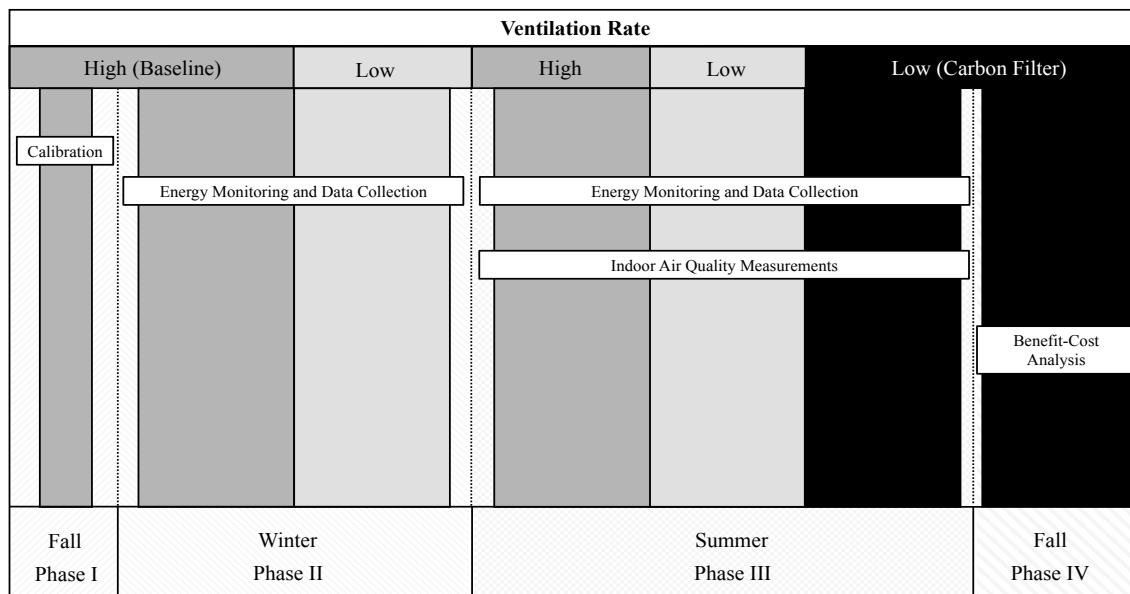 Ventilation Rate
High (Baseline)
Low
High
Low
Low (Carbon Filter)
Calibration
Energy Monitoring and Data Collection
Energy Monitoring and Data Collection
Indoor Air Quality Measurements
Benefit-Cost
Analysis
Fall
Phase I
Winter
Phase II
Summer
Phase III
Fall
Phase IV